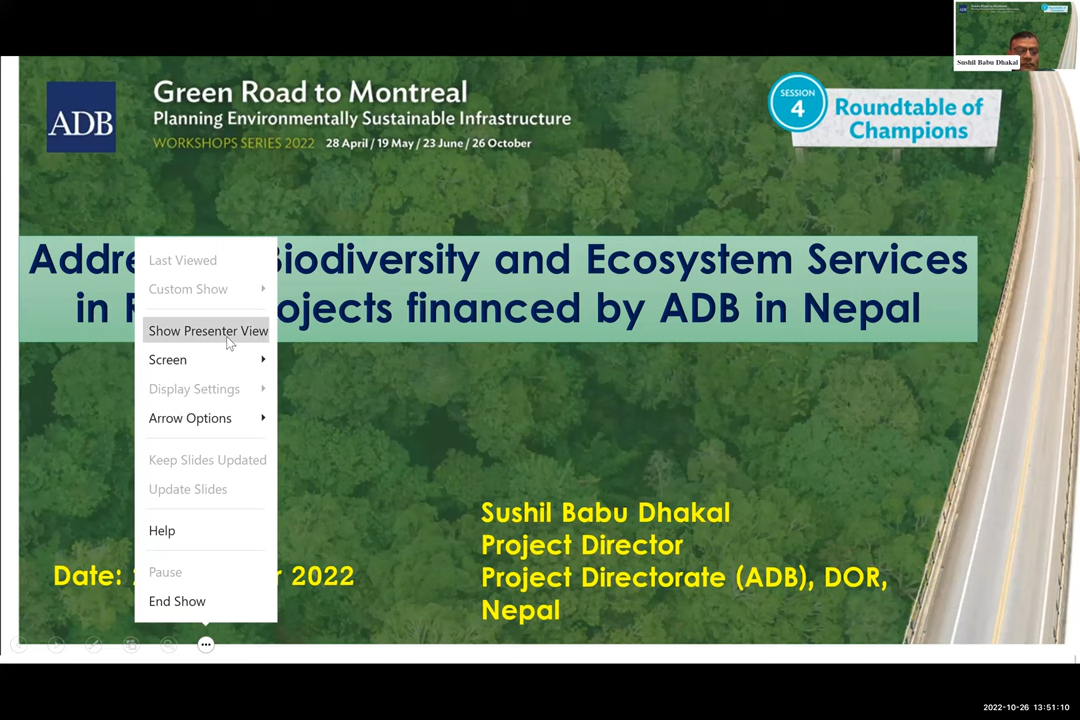 Sushil Babu Dhakal
ADB
Green Road to Montreal
Planning Environmentally Sustainable Infrastructure
WORKSHOPS SERIES 2022 28 April / 19 May / 23 June / 26 October
SESSION
4
Roundtable of
Champions
Biodiversity and Ecosystem Services
in financed by ADB in Nepal
Last Viewed
Custom Show
Show Presenter View
Screen
Display Settings
Arrow Options
Keep Slides Updated
Update Slides
Help
Pause
End Show
Date: 2022
Sushil Babu Dhakal
Project Director
Project Directorate (ADB), DOR,
Nepal
2022-10-26 13:51:10